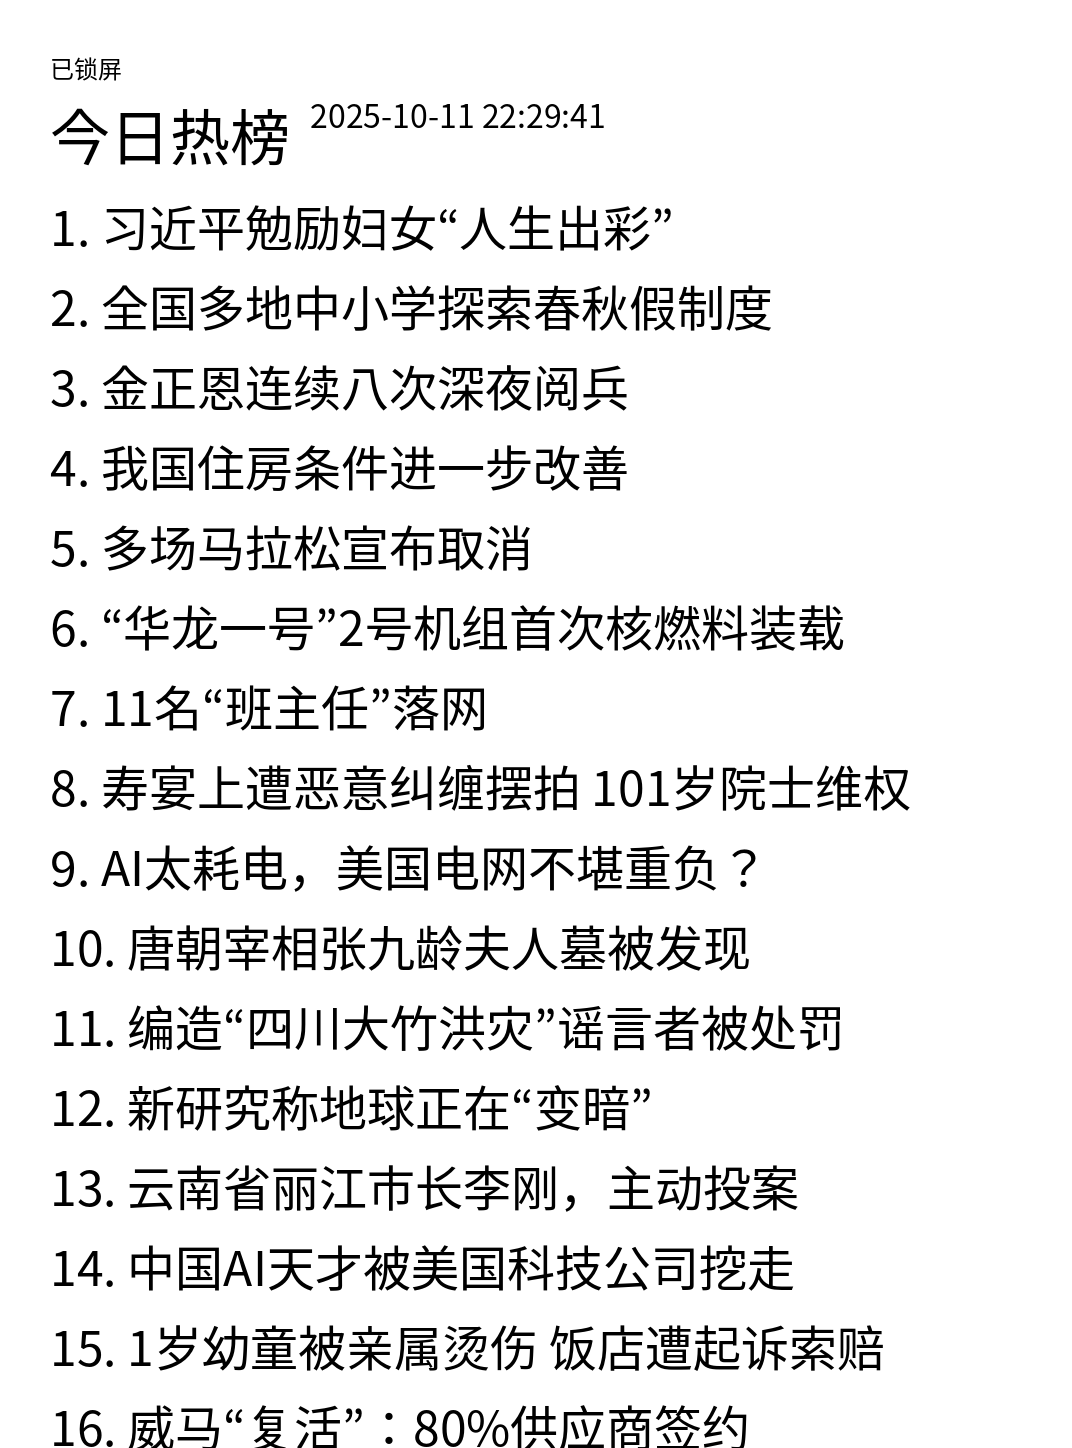 已锁屏
今日热榜 2025-10-11 22:29:41
1. 习近平勉励妇女“人生出彩”
2. 全国多地中小学探索春秋假制度
3. 金正恩连续八次深夜阅兵
4. 我国住房条件进一步改善
5. 多场马拉松宣布取消
6. “华龙一号”2号机组首次核燃料装载
7. 11名“班主任”落网
8. 寿宴上遭恶意纠缠摆拍 101岁院士维权
9. AI太耗电，美国电网不堪重负？
10. 唐朝宰相张九龄夫人墓被发现
11. 编造“四川大竹洪灾”谣言者被处罚
12. 新研究称地球正在“变暗”
13. 云南省丽江市长李刚，主动投案
14. 中国AI天才被美国科技公司挖走
15. 1岁幼童被亲属烫伤 饭店遭起诉索赔
16. 威马“复活”：80%供应商签约